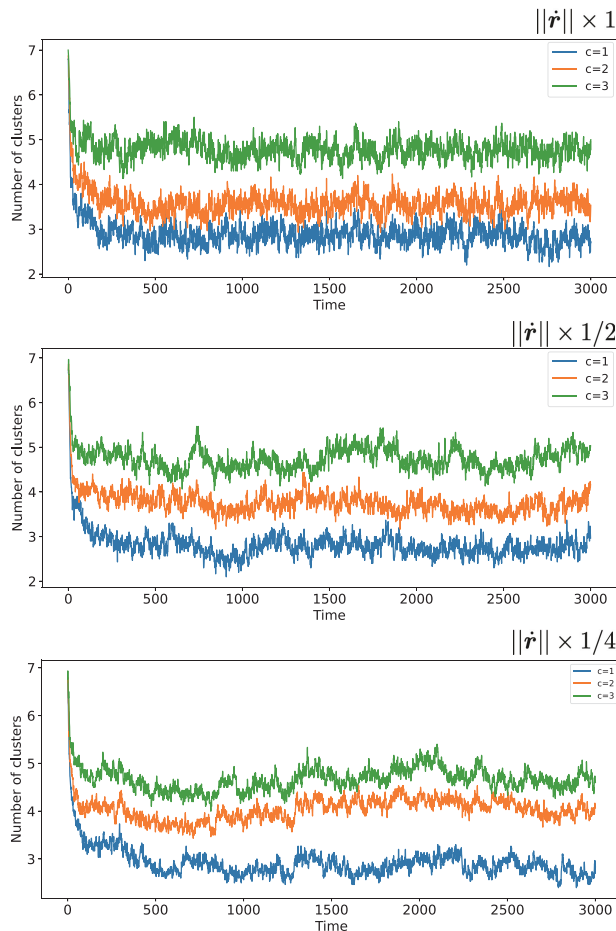 ||ṙ|| × 1
7
6
5
4
3
2
Number of clusters
c=1
c=2
c=3
0 500 1000 1500 2000 2500 3000
Time
||ṙ|| × 1/2
7
6
5
4
3
2
Number of clusters
c=1
c=2
c=3
0 500 1000 1500 2000 2500 3000
Time
||ṙ|| × 1/4
7
6
5
4
3
Number of clusters
c=1
c=2
c=3
0 500 1000 1500 2000 2500 3000
Time